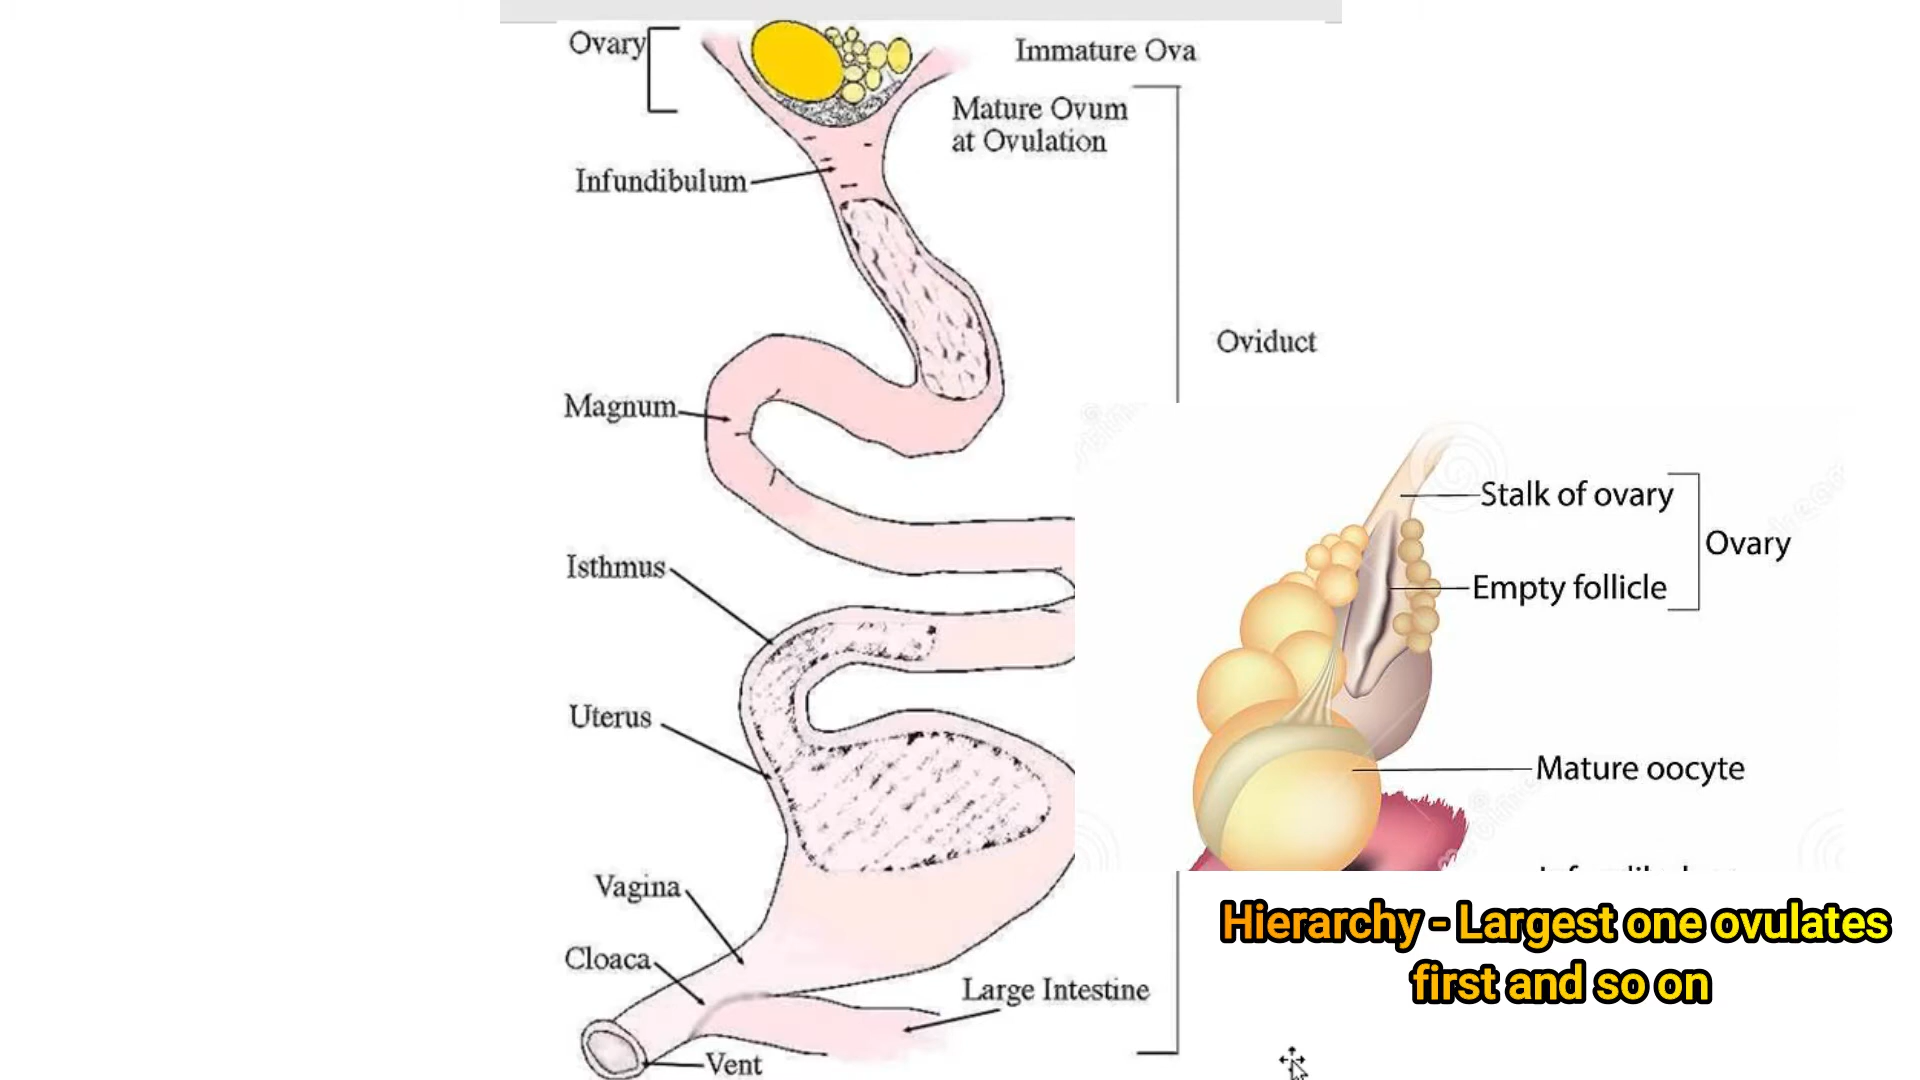 Ovary
Immature Ova
Mature Ovum
at Ovulation
Infundibulum
Oviduct
Magnum
Stalk of ovary
Ovary
Isthmus
Empty follicle
Uterus
Mature oocyte
Vagina
Hierarchy - Largest one ovulates
first and so on
Cloaca
Large Intestine
Vent